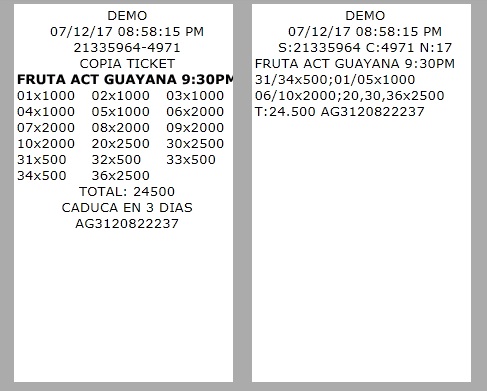 DEMO
07/12/17 08:58:15 PM
21335964-4971
COPIA TICKET
FRUTA ACT GUAYANA 9:30PM
01x1000 02x1000 03x1000
04x1000 05x1000 06x2000
07x2000 08x2000 09x2000
10x2000 20x2500 30x2500
31x500 32x500 33x500
34x500 36x2500
TOTAL: 24500
CADUCA EN 3 DIAS
AG3120822237
DEMO
07/12/17 08:58:15 PM
S:21335964 C:4971 N:17
FRUTA ACT GUAYANA 9:30PM
31/34x500;01/05x1000
06/10x2000;20,30,36x2500
T:24.500 AG3120822237